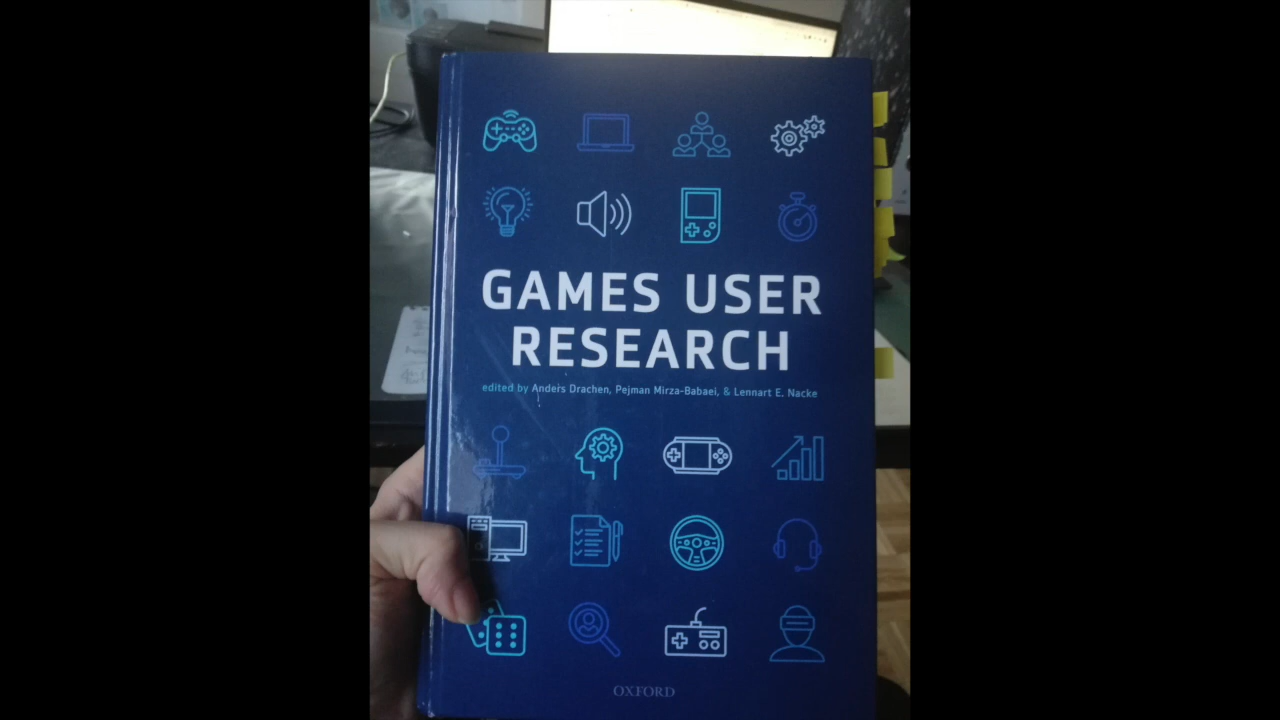 GAMES USER
RESEARCH
edited by Anders Drachen, Pejman Mirza-Babaei, & Lennart E. Nacke
OXFORD